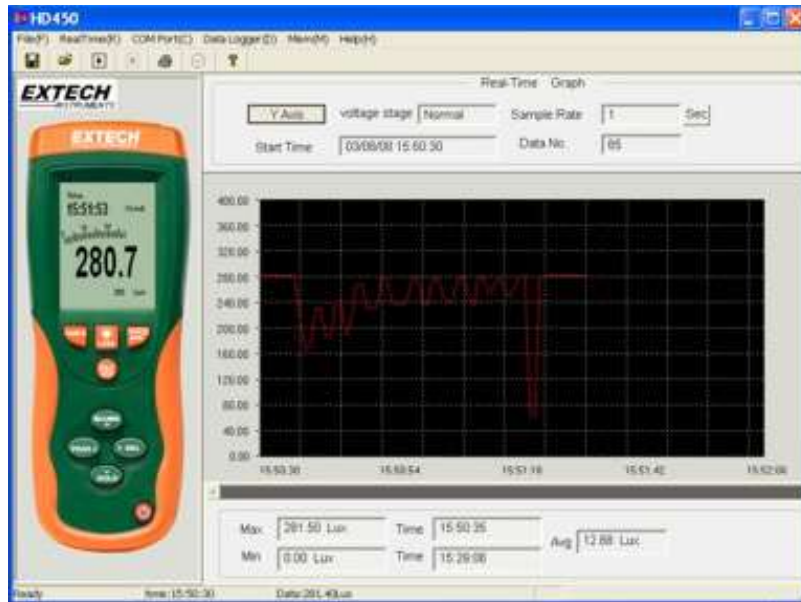 HD450
File(F) RealTime(R) COM Port(C) Data Logger(D) Mem(M) Help(H)
EXTECH
INSTRUMENTS
EXTECH
15:51:53
280.7
Real-Time Graph
Y Axis voltage stage Normal Sample Rate 1 Sec
Start Time 03/06/08 15:50:30 Data No. 85
400.00
360.00
320.00
280.00
240.00
200.00
160.00
120.00
80.00
40.00
0.00
15:50:30 15:50:54 15:51:18 15:51:42 15:52:06
Max 281.50 Lux Time 15:50:35
Min 0.00 Lux Time 15:29:06
Avg 12.88 Lux
Ready time:15:50:30 Data:281.40Lux